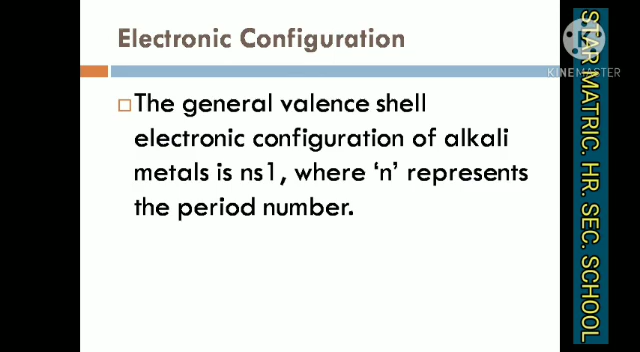 Electronic Configuration
The general valence shell
electronic configuration of alkali
metals is ns1, where ‘n’ represents
the period number.
STAR MATRIC. HR. SEC. SCHOOL
KINEMASTER